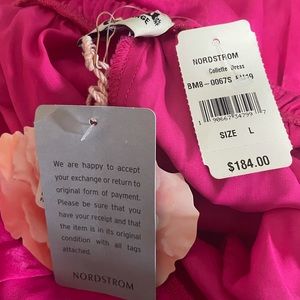 NORDSTROM
Collette Dress
BM8-0067S
SIZE L
$184.00
We are happy to accept
your exchange or return to
original form of payment.
Please be sure that you
have your receipt and that
the item is in its original
condition with all tags
attached.
NORDSTROM